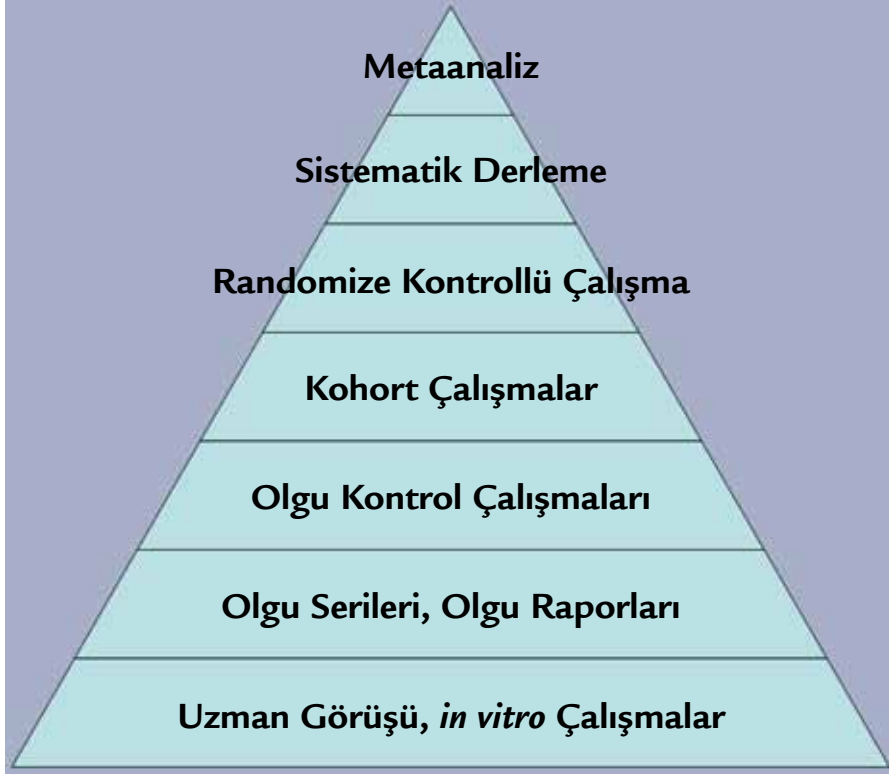 Metaanaliz
Sistematik Derleme
Randomize Kontrollü Çalışma
Kohort Çalışmalar
Olgu Kontrol Çalışmaları
Olgu Serileri, Olgu Raporları
Uzman Görüşü, in vitro Çalışmalar